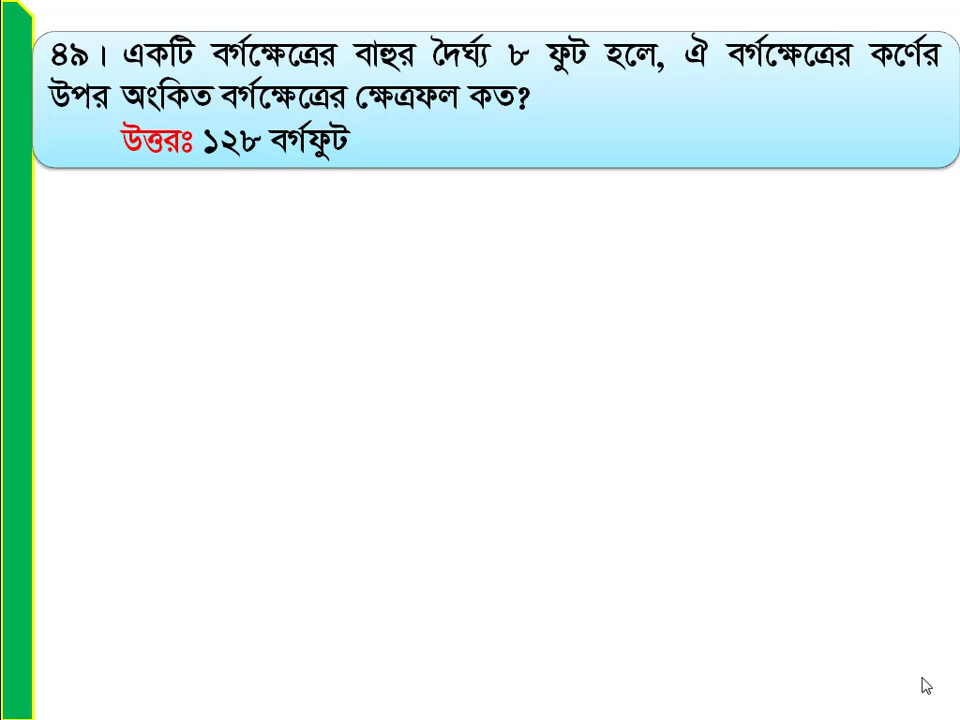 ৪৯। একটি বর্গক্ষেত্রের বাহুর দৈর্ঘ্য ৮ ফুট হলে, ঐ বর্গক্ষেত্রের কর্ণের
উপর অংকিত বর্গক্ষেত্রের ক্ষেত্রফল কত?
উত্তরঃ ১২৮ বর্গফুট